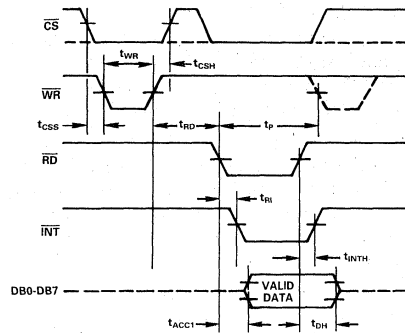 CS
tWR
tCSH
WR
tCSS
tRD
tP
RD
tRI
INT
tINTH
DB0-DB7
VALID
DATA
tACC1
tDH